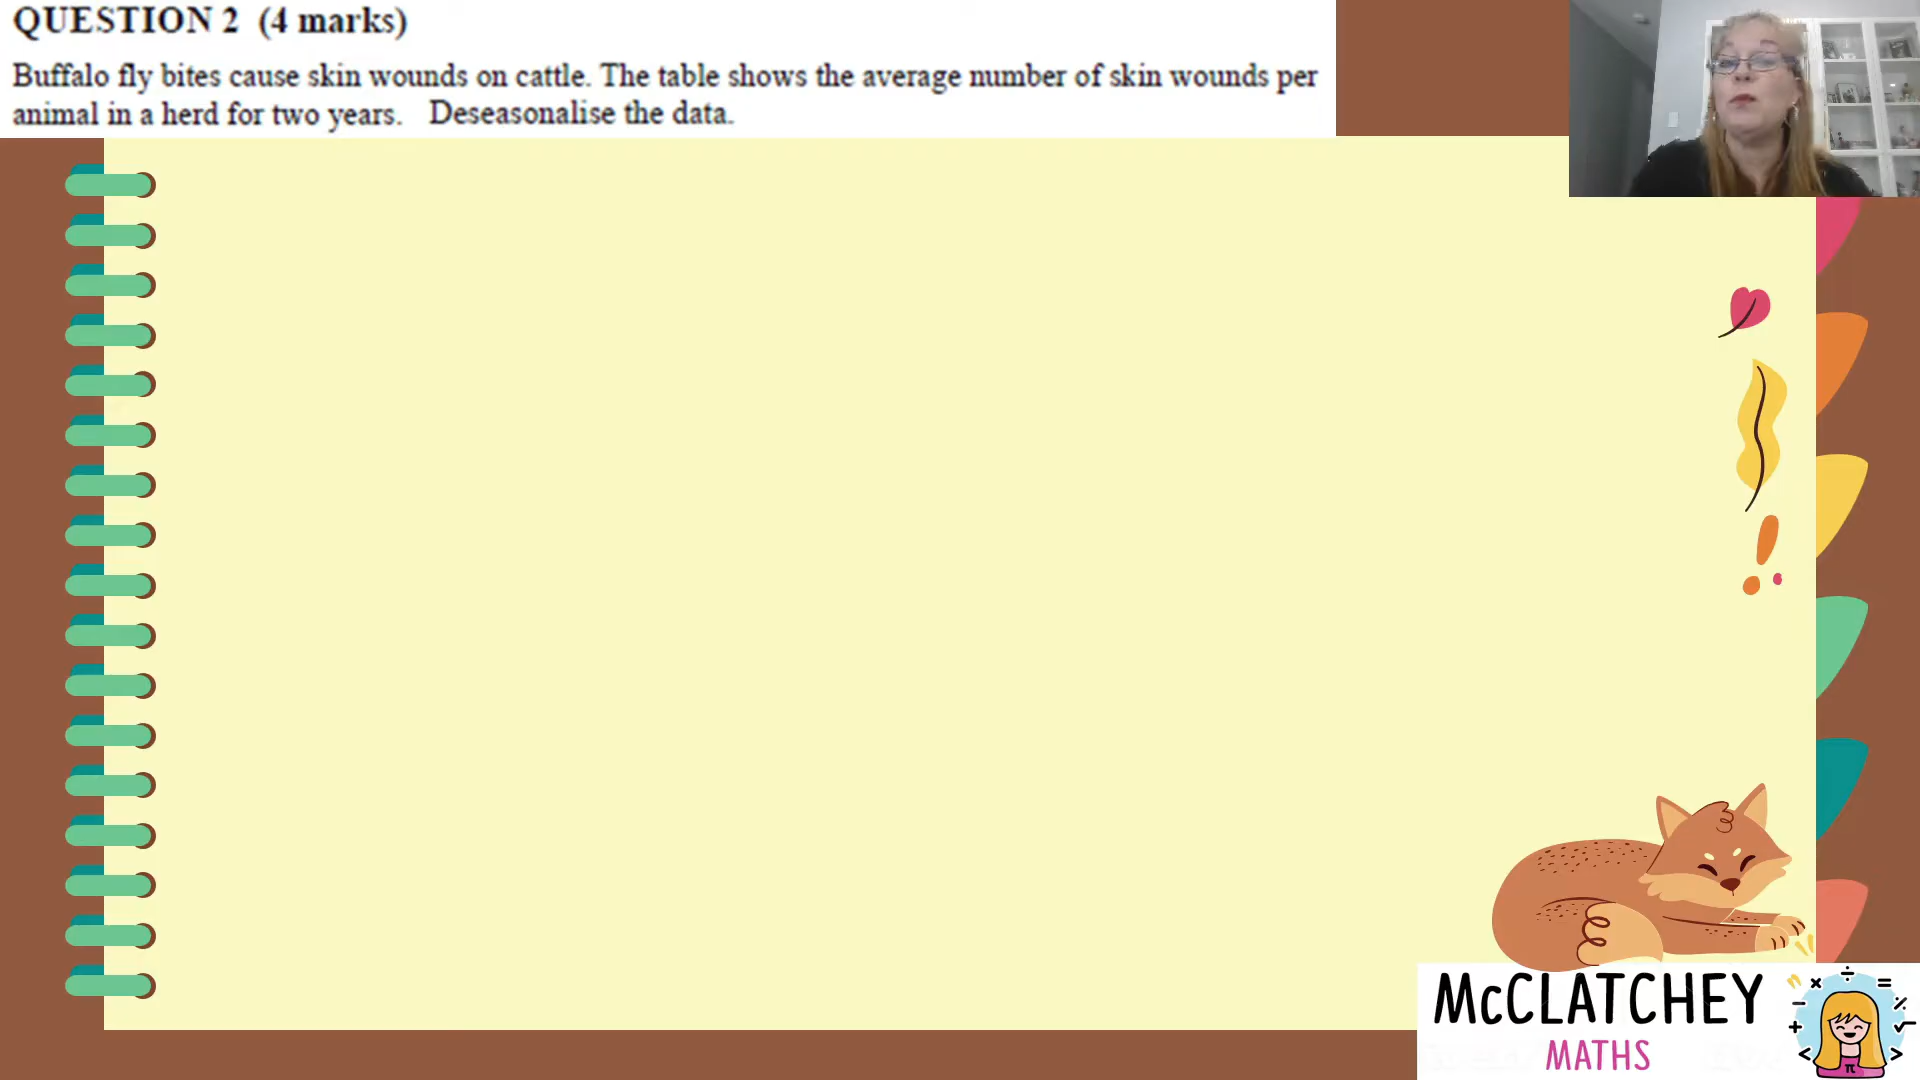 QUESTION 2 (4 marks)
Buffalo fly bites cause skin wounds on cattle. The table shows the average number of skin wounds per
animal in a herd for two years. Deseasonalise the data.
McCLATCHEY
MATHS